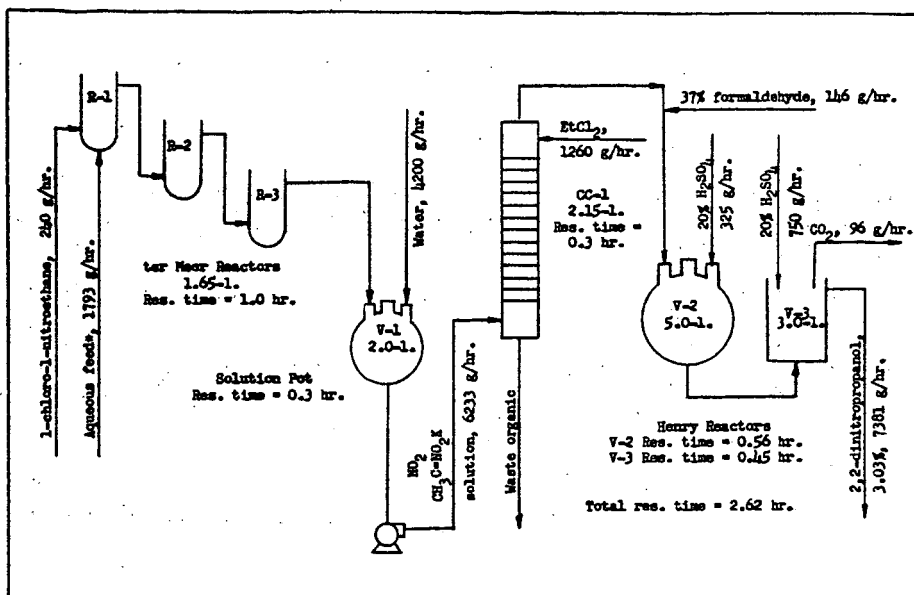 R-1
R-2
R-3
1-chloro-1-nitroethane, 240 g/hr.
Aqueous feed*, 1793 g/hr.
ter Meer Reactors
1.65-l.
Res. time = 1.0 hr.
Water, 4200 g/hr.
V-1
2.0-l.
Solution Pot
Res. time = 0.3 hr.
NO2
CH3C=NO2K
solution, 6233 g/hr.
EtCl2,
1260 g/hr.
CC-1
2.15-l.
Res. time =
0.3 hr.
Waste organic
37% formaldehyde, 146 g/hr.
20% H2SO4
325 g/hr.
20% H2SO4
750 g/hr.
CO2, 96 g/hr.
V-2
5.0-l.
V-3
3.0-l.
Henry Reactors
V-2 Res. time = 0.56 hr.
V-3 Res. time = 0.45 hr.
Total res. time = 2.62 hr.
2,2-dinitropropanol,
3.03%, 7381 g/hr.